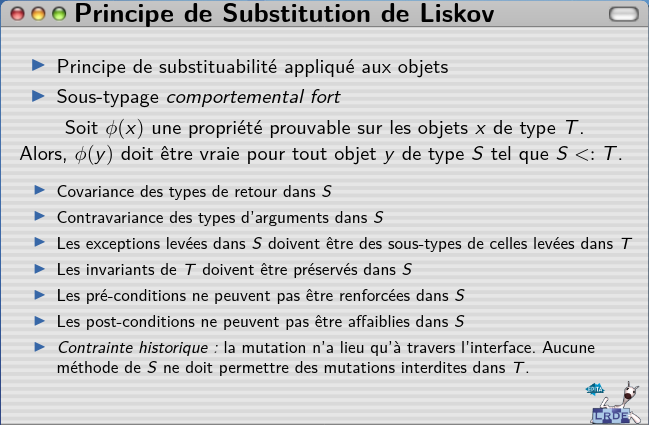 Principe de Substitution de Liskov
Principe de substituabilité appliqué aux objets
Sous-typage comportemental fort
Soit ϕ(x) une propriété prouvable sur les objets x de type T.
Alors, ϕ(y) doit être vraie pour tout objet y de type S tel que S <: T.
Covariance des types de retour dans S
Contravariance des types d'arguments dans S
Les exceptions levées dans S doivent être des sous-types de celles levées dans T
Les invariants de T doivent être préservés dans S
Les pré-conditions ne peuvent pas être renforcées dans S
Les post-conditions ne peuvent pas être affaiblies dans S
Contrainte historique : la mutation n'a lieu qu'à travers l'interface. Aucune
méthode de S ne doit permettre des mutations interdites dans T.
EPITA
LRDE